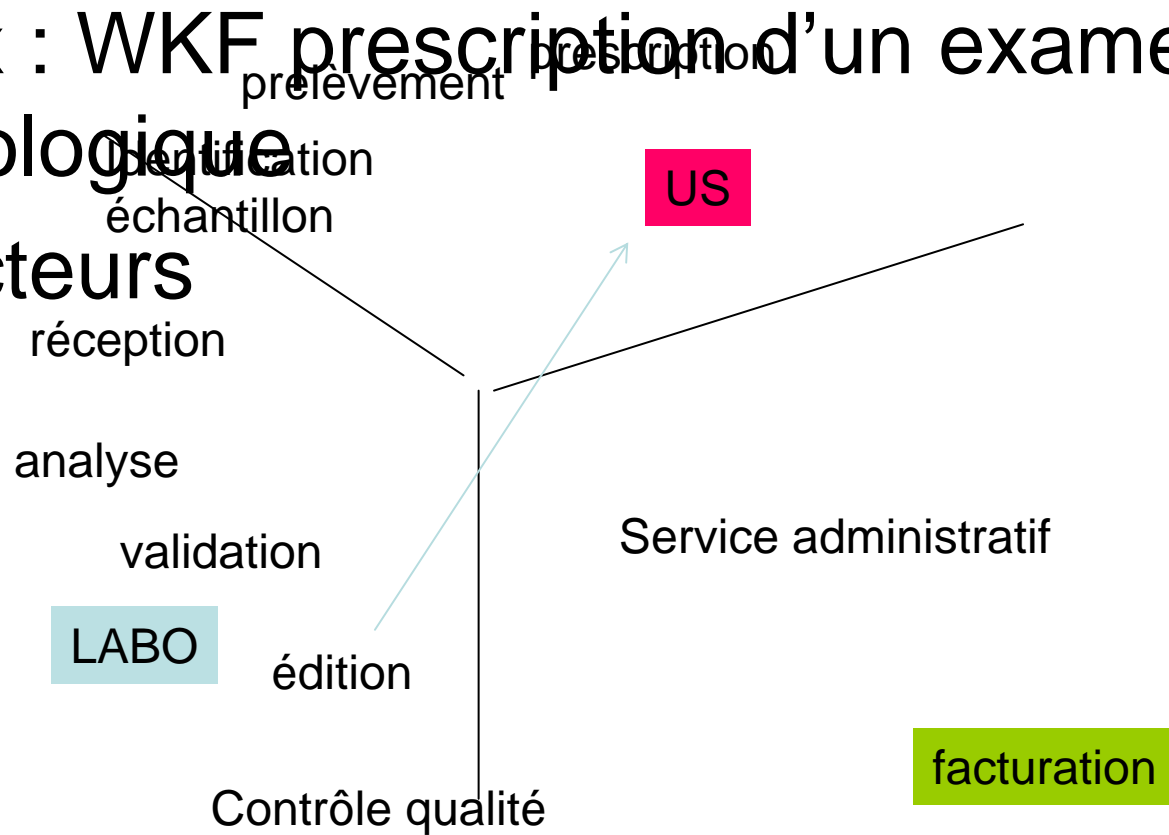 : WKF prescription d’un exame
prescription
prélèvement
ologique
Identification
échantillon
US
cteurs
réception
analyse
Service administratif
validation
LABO
édition
facturation
Contrôle qualité